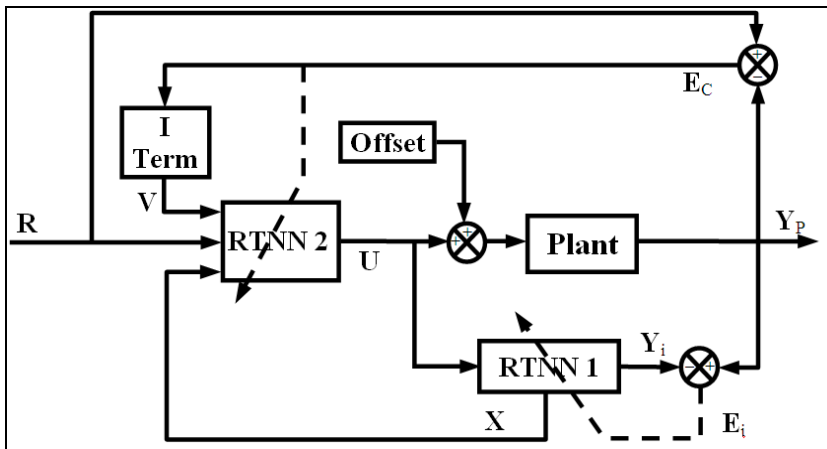 +
−
E_C
I
Term
Offset
V
R
RTNN 2
U
+
+
Plant
Y_P
RTNN 1
Y_i
−
+
X
E_i